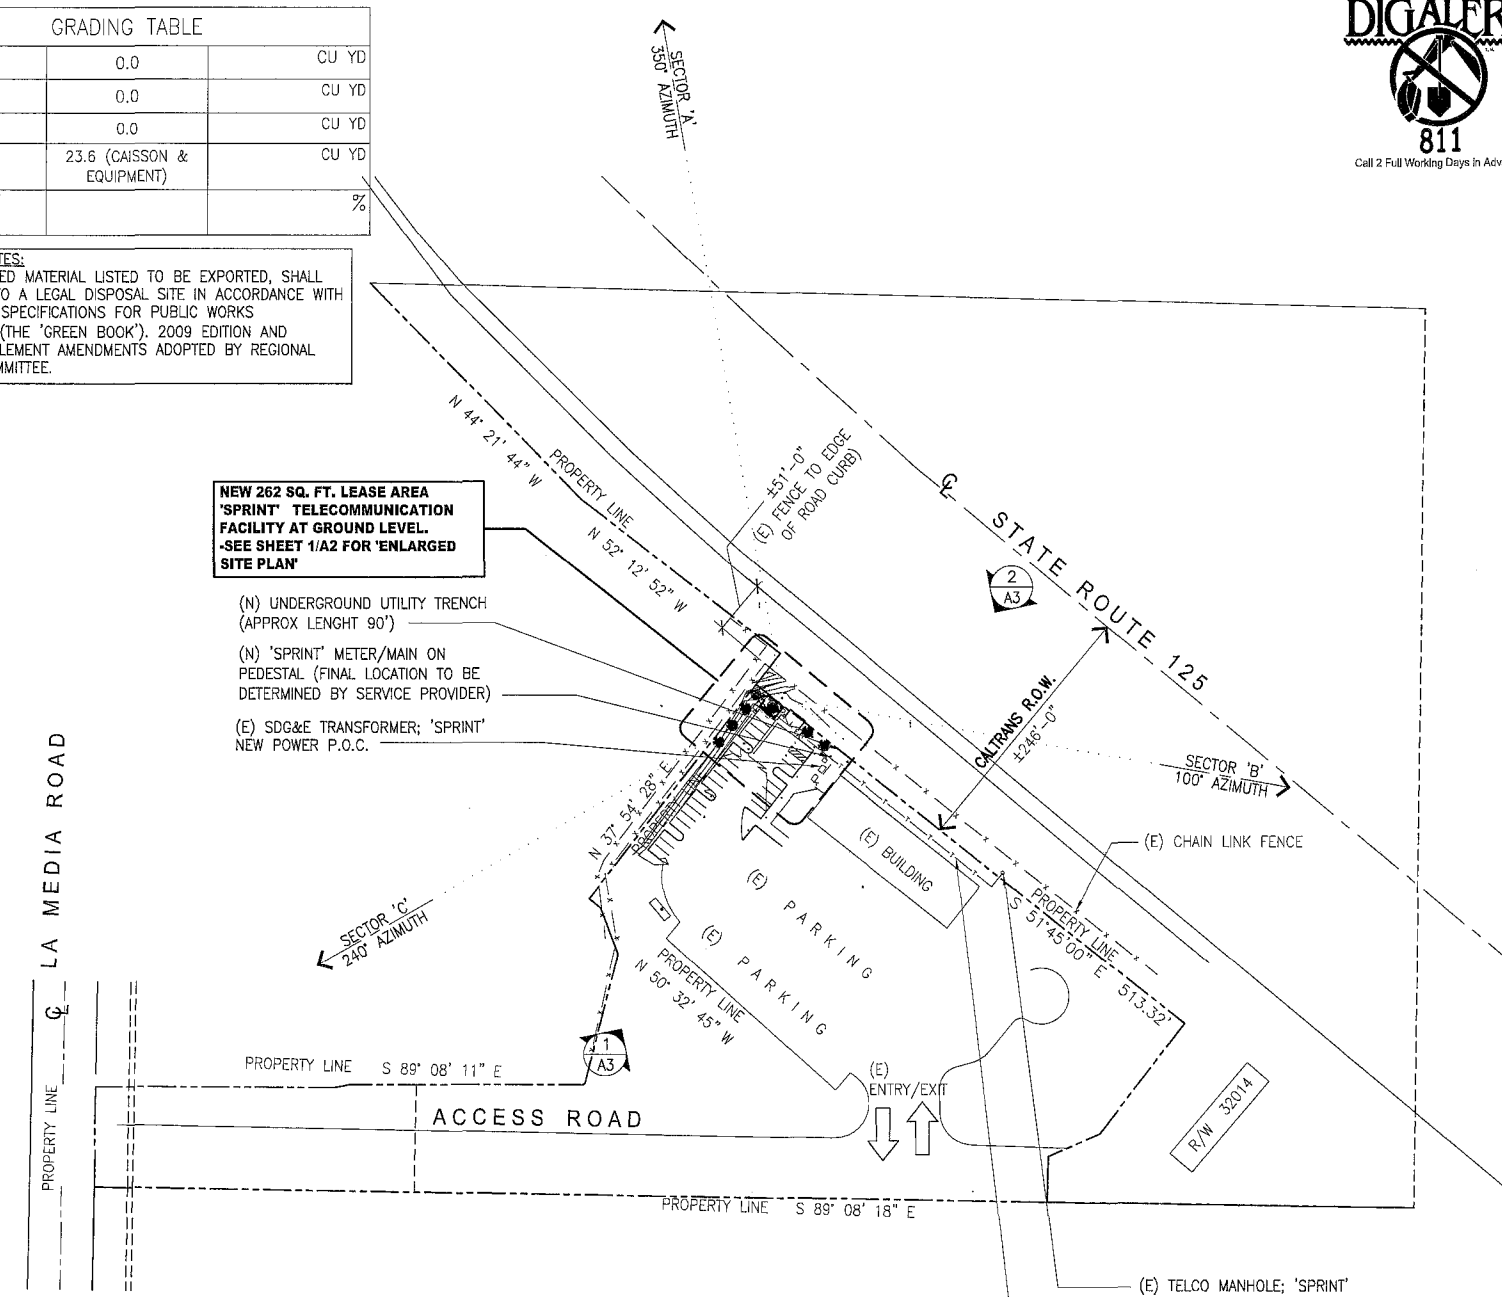 GRADING TABLE
0.0 CU YD
0.0 CU YD
0.0 CU YD
23.6 (CAISSON & CU YD
EQUIPMENT)
%
TES:
ED MATERIAL LISTED TO BE EXPORTED, SHALL
O A LEGAL DISPOSAL SITE IN ACCORDANCE WITH
SPECIFICATIONS FOR PUBLIC WORKS
(THE 'GREEN BOOK'). 2009 EDITION AND
LEMENT AMENDMENTS ADOPTED BY REGIONAL
MMITTEE.
DIGALER
811
Call 2 Full Working Days In Adv
SECTOR 'A'
350° AZIMUTH
N 44° 21' 44" W
PROPERTY LINE
N 52° 12' 52" W
±51'-0"
(E) FENCE TO EDGE
OF ROAD CURB)
NEW 262 SQ. FT. LEASE AREA
'SPRINT' TELECOMMUNICATION
FACILITY AT GROUND LEVEL.
-SEE SHEET 1/A2 FOR 'ENLARGED
SITE PLAN'
(N) UNDERGROUND UTILITY TRENCH
(APPROX LENGHT 90')
(N) 'SPRINT' METER/MAIN ON
PEDESTAL (FINAL LOCATION TO BE
DETERMINED BY SERVICE PROVIDER)
(E) SDG&E TRANSFORMER; 'SPRINT'
NEW POWER P.O.C.
℄
STATE ROUTE 125
2
A3
CALTRANS R.O.W.
±246'-0"
SECTOR 'B'
100° AZIMUTH
(E) CHAIN LINK FENCE
N 37° 54' 28" E
(E) BUILDING
PROPERTY LINE
S 51°45'00" E 513.32'
(E) PARKING
(E) PARKING
PROPERTY LINE
N 50° 32' 45" W
SECTOR 'C'
240° AZIMUTH
℄ LA MEDIA ROAD
PROPERTY LINE
1
A3
PROPERTY LINE S 89° 08' 11" E
ACCESS ROAD
(E)
ENTRY/EXIT
R/W 32014
PROPERTY LINE S 89° 08' 18" E
(E) TELCO MANHOLE; 'SPRINT'